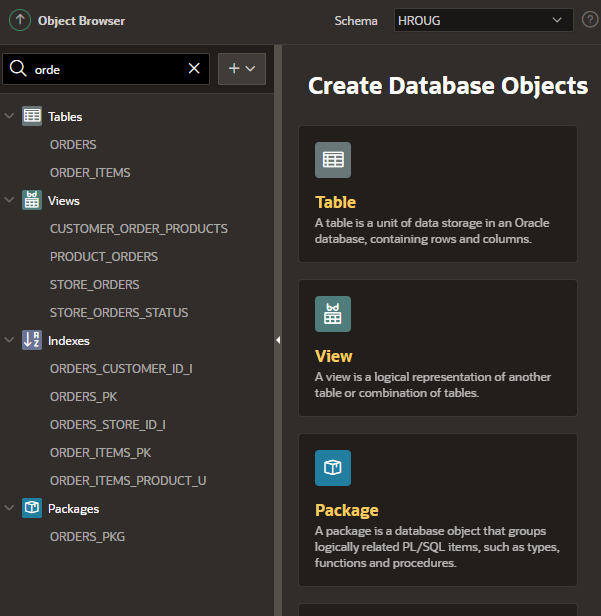 Object Browser
Schema
HROUG
orde
Tables
ORDERS
ORDER_ITEMS
Views
CUSTOMER_ORDER_PRODUCTS
PRODUCT_ORDERS
STORE_ORDERS
STORE_ORDERS_STATUS
Indexes
ORDERS_CUSTOMER_ID_I
ORDERS_PK
ORDERS_STORE_ID_I
ORDER_ITEMS_PK
ORDER_ITEMS_PRODUCT_U
Packages
ORDERS_PKG
Create Database Objects
Table
A table is a unit of data storage in an Oracle
database, containing rows and columns.
bd
View
A view is a logical representation of another
table or combination of tables.
Package
A package is a database object that groups
logically related PL/SQL items, such as types,
functions and procedures.